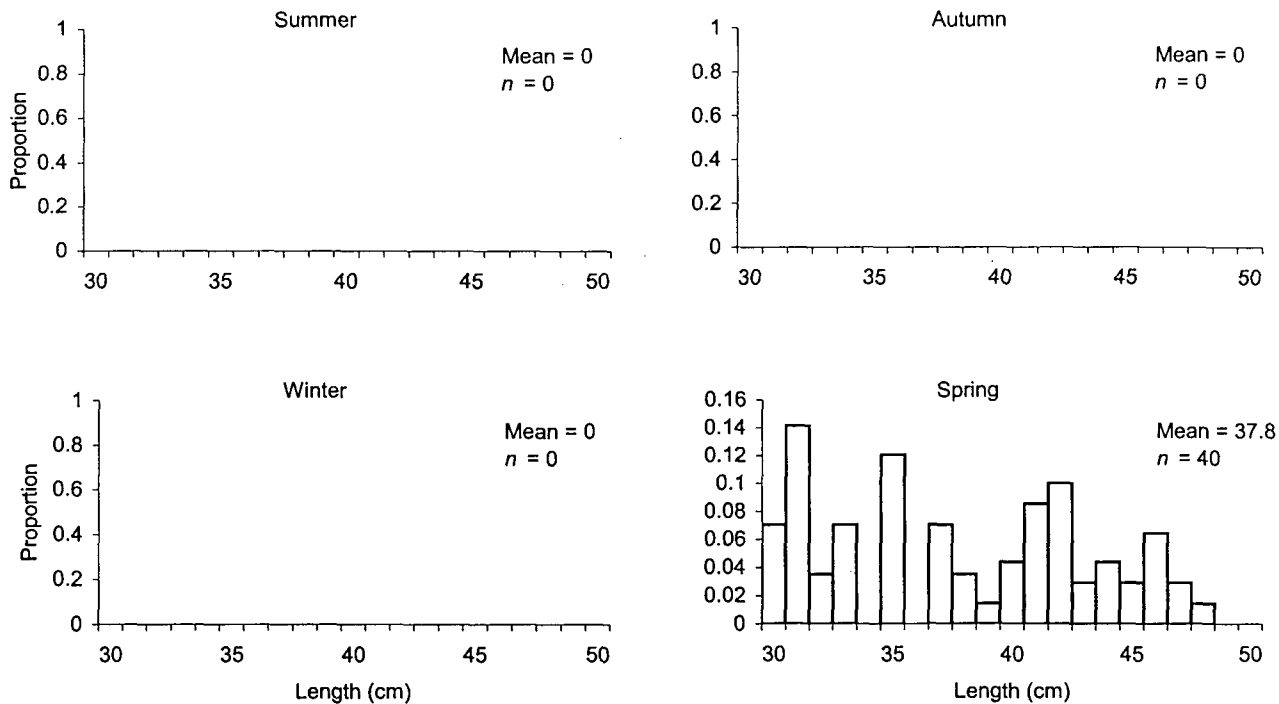 Summer
Mean = 0
n = 0
Proportion
1
0.8
0.6
0.4
0.2
0
30 35 40 45 50
Autumn
Mean = 0
n = 0
1
0.8
0.6
0.4
0.2
0
30 35 40 45 50
Winter
Mean = 0
n = 0
Proportion
1
0.8
0.6
0.4
0.2
0
30 35 40 45 50
Length (cm)
Spring
Mean = 37.8
n = 40
0.16
0.14
0.12
0.1
0.08
0.06
0.04
0.02
0
30 35 40 45 50
Length (cm)